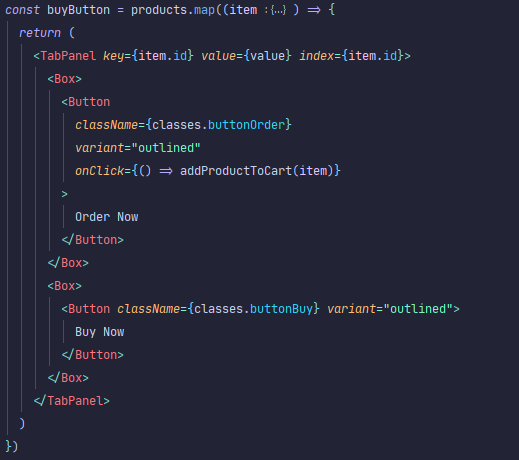 const buyButton = products.map((item :{...} ) => {
return (
<TabPanel key={item.id} value={value} index={item.id}>
<Box>
<Button
className={classes.buttonOrder}
variant="outlined"
onClick={() => addProductToCart(item)}
>
Order Now
</Button>
</Box>
<Box>
<Button className={classes.buttonBuy} variant="outlined">
Buy Now
</Button>
</Box>
</TabPanel>
)
})